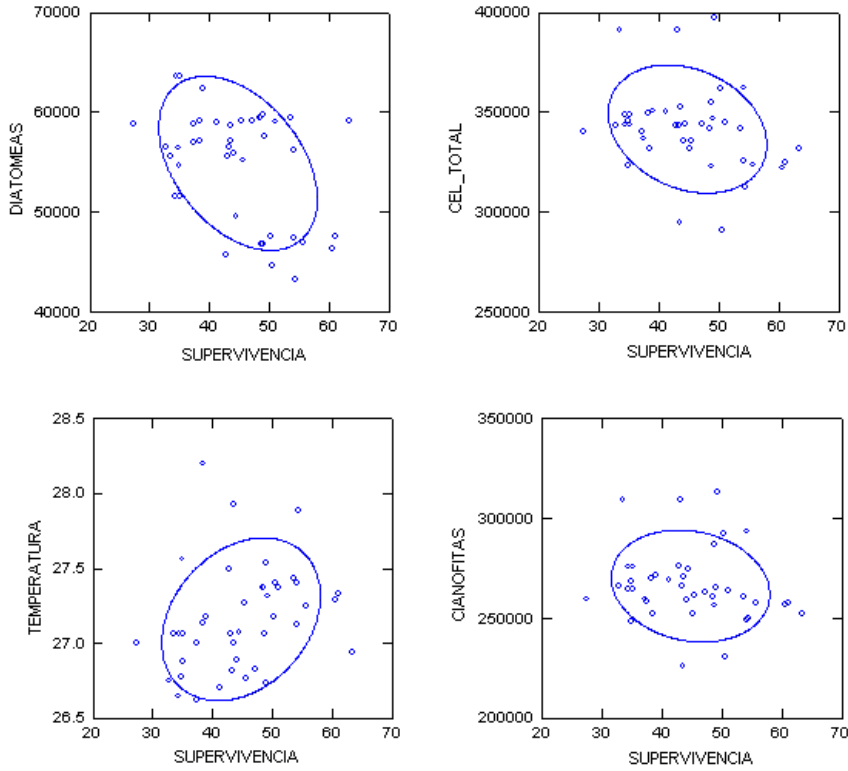 70000
60000
50000
40000
DIATOMEAS
20 30 40 50 60 70
SUPERVIVENCIA
400000
350000
300000
250000
CEL_TOTAL
20 30 40 50 60 70
SUPERVIVENCIA
28.5
28.0
27.5
27.0
26.5
TEMPERATURA
20 30 40 50 60 70
SUPERVIVENCIA
350000
300000
250000
200000
CIANOFITAS
20 30 40 50 60 70
SUPERVIVENCIA